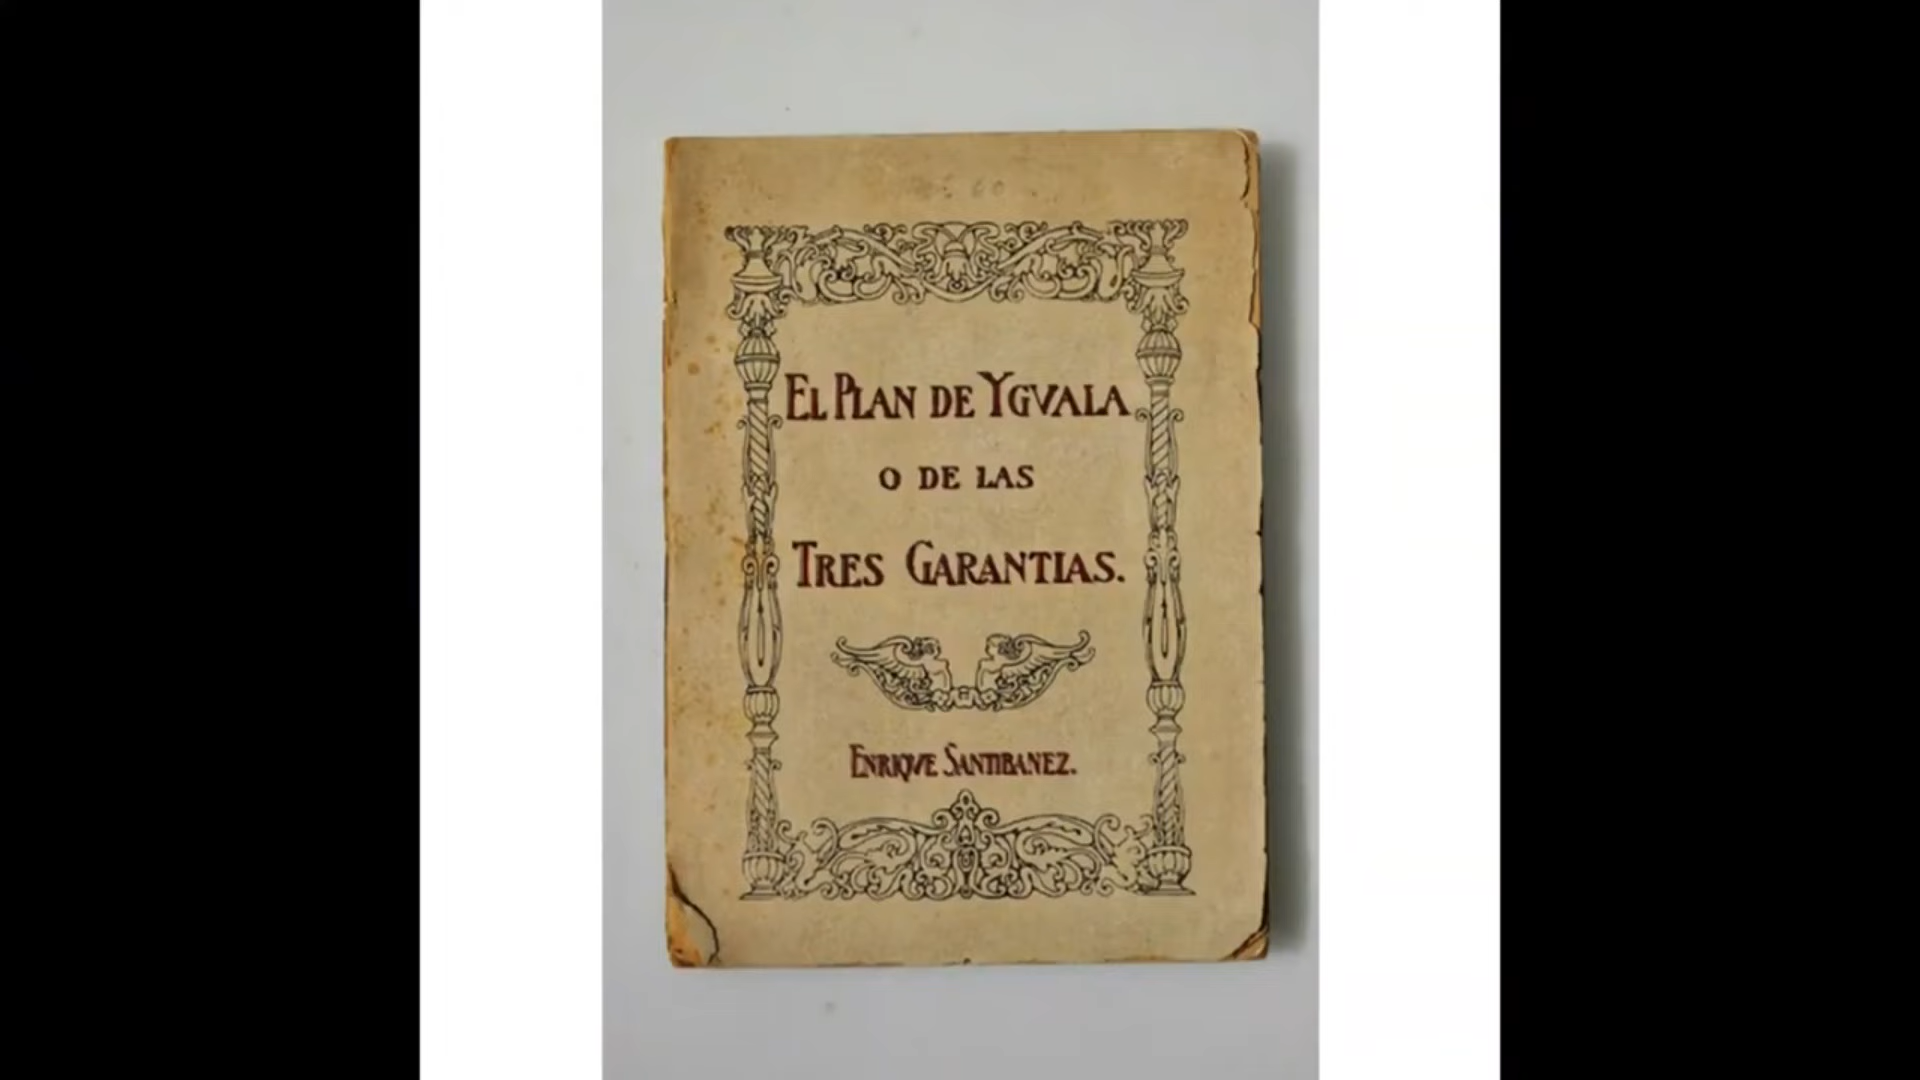 El Plan de Ygvala
o de las
Tres Garantias.
Enriqve Santibanez.